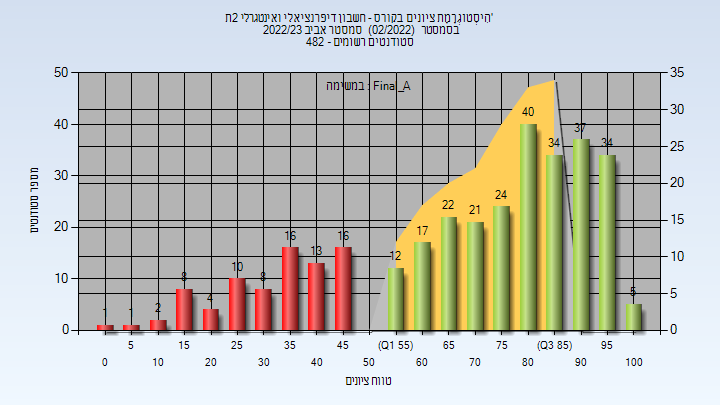 הִיסְטוֹגְרָמַת ציונים בקורס - חשבון דיפרנציאלי ואינטגרלי 2ת'
בסמסטר (02/2022) סמסטר אביב 2022/23
סטודנטים רשומים - 482
במשימה : Final_A
מספר סטודנטים
50 40 30 20 10 0
35 30 25 20 15 10 5 0
1 1 2 8 4 10 8 16 13 16 12 17 22 21 24 40 34 37 34 5
5 15 25 35 45 (Q1 55) 65 75 (Q3 85) 95
0 10 20 30 40 50 60 70 80 90 100
טווח ציונים